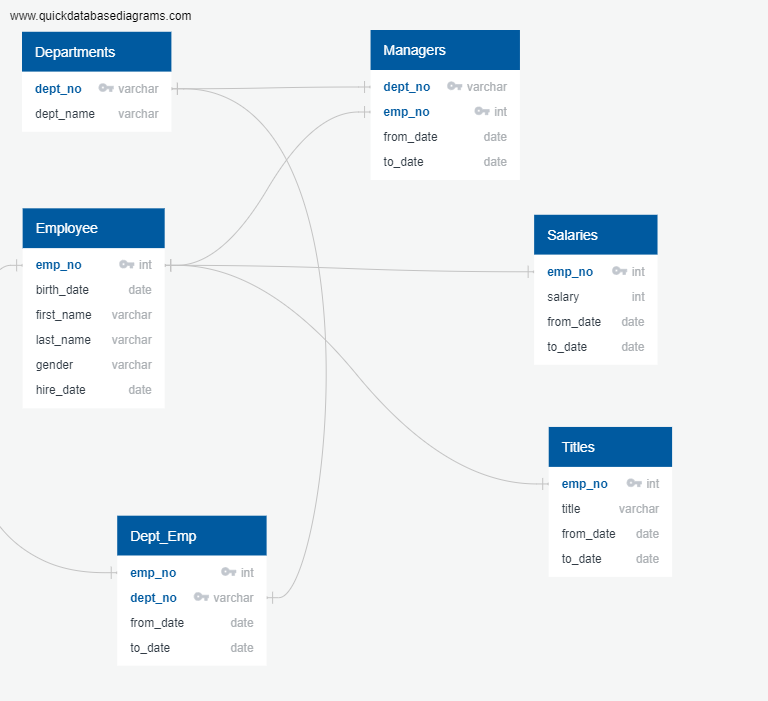 www.quickdatabasediagrams.com
Departments
dept_no varchar
dept_name varchar
Managers
dept_no varchar
emp_no int
from_date date
to_date date
Employee
emp_no int
birth_date date
first_name varchar
last_name varchar
gender varchar
hire_date date
Salaries
emp_no int
salary int
from_date date
to_date date
Titles
emp_no int
title varchar
from_date date
to_date date
Dept_Emp
emp_no int
dept_no varchar
from_date date
to_date date